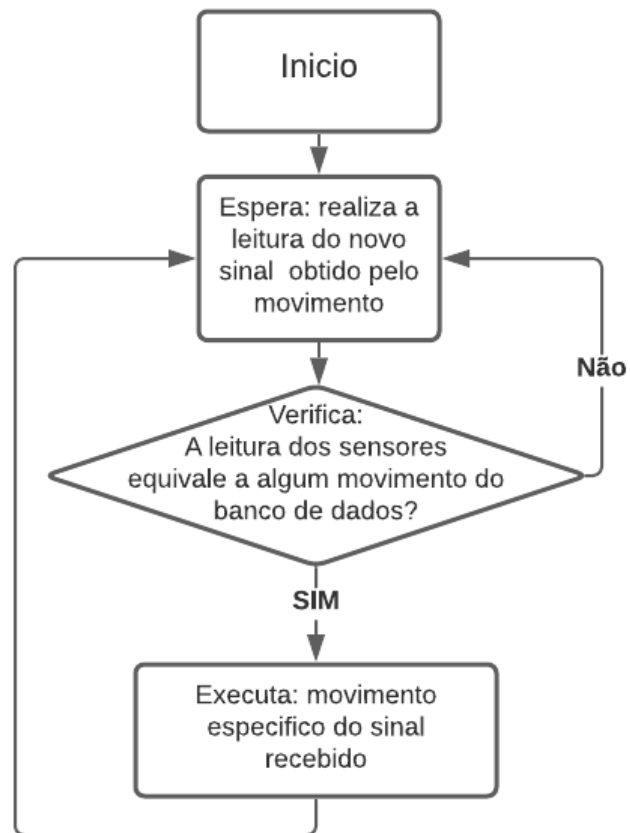 Inicio
Espera: realiza a
leitura do novo
sinal obtido pelo
movimento
Não
Verifica:
A leitura dos sensores
equivale a algum movimento do
banco de dados?
SIM
Executa: movimento
especifico do sinal
recebido